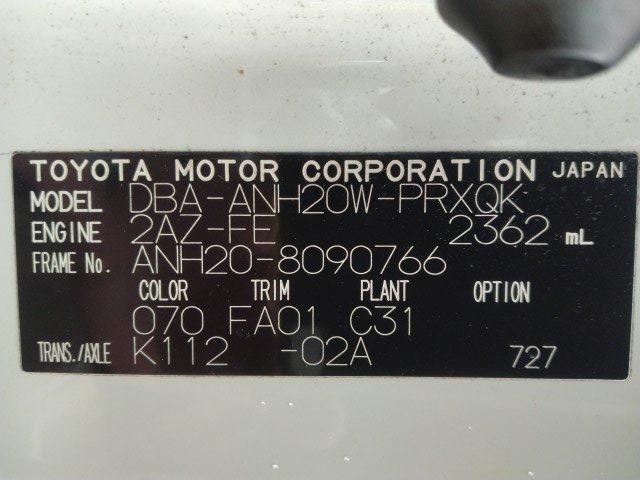 TOYOTA MOTOR CORPORATION JAPAN
MODEL DBA-ANH20W-PRXQK
ENGINE 2AZ-FE 2362 mL
FRAME No. ANH20-8090766
COLOR TRIM PLANT OPTION
070 FA01 C31
TRANS./AXLE K112 -02A 727